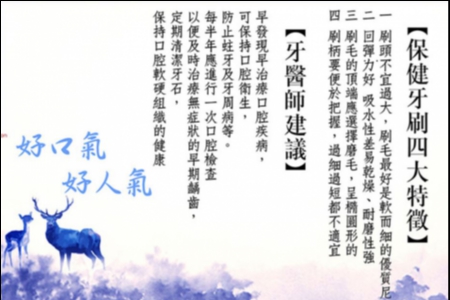 【保健牙刷四大特徵】
一 刷頭不宜過大，刷毛最好是軟而細的優質尼
二 回彈力好 吸水性差易乾燥、耐磨性強
三 刷毛的頂端應選擇磨毛，呈橢圓形的
四 刷柄要便於把握，過細過短都不適宜
【牙醫師建議】
早發現早治療口腔疾病，
可保持口腔衛生，
防止蛀牙及牙周病等。
每半年應進行一次口腔檢查
以便及時治療無症狀的早期齲齒，
定期清潔牙石，
保持口腔軟硬組織的健康
好口氣
好人氣